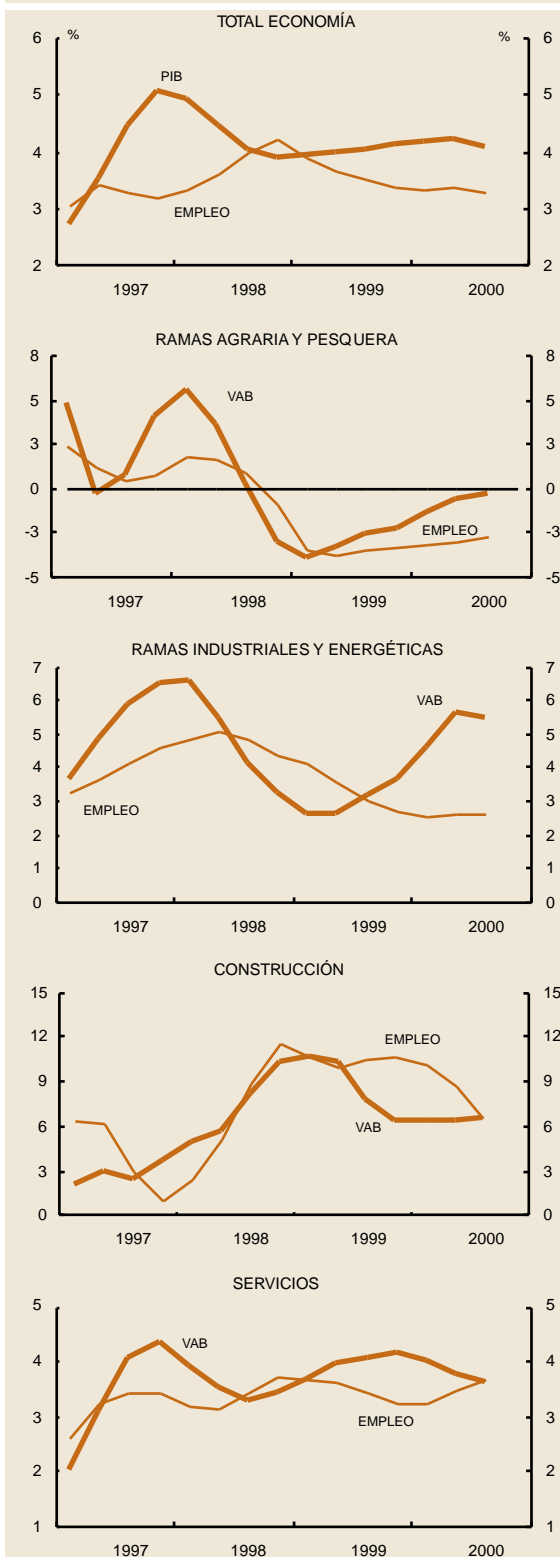 TOTAL ECONOMÍA
6 6
% %
PIB
5 5
4 4
3 3
EMPLEO
2 2
1997 1998 1999 2000
RAMAS AGRARIA Y PESQUERA
8 8
VAB
5 5
3 3
0 0
EMPLEO
-3 -3
-5 -5
1997 1998 1999 2000
RAMAS INDUSTRIALES Y ENERGÉTICAS
7 7
VAB
6 6
5 5
4 4
3 3
EMPLEO
2 2
1 1
0 0
1997 1998 1999 2000
CONSTRUCCIÓN
15 15
EMPLEO
12 12
9 9
VAB
6 6
3 3
0 0
1997 1998 1999 2000
SERVICIOS
5 5
VAB
4 4
3 3
EMPLEO
2 2
1 1
1997 1998 1999 2000